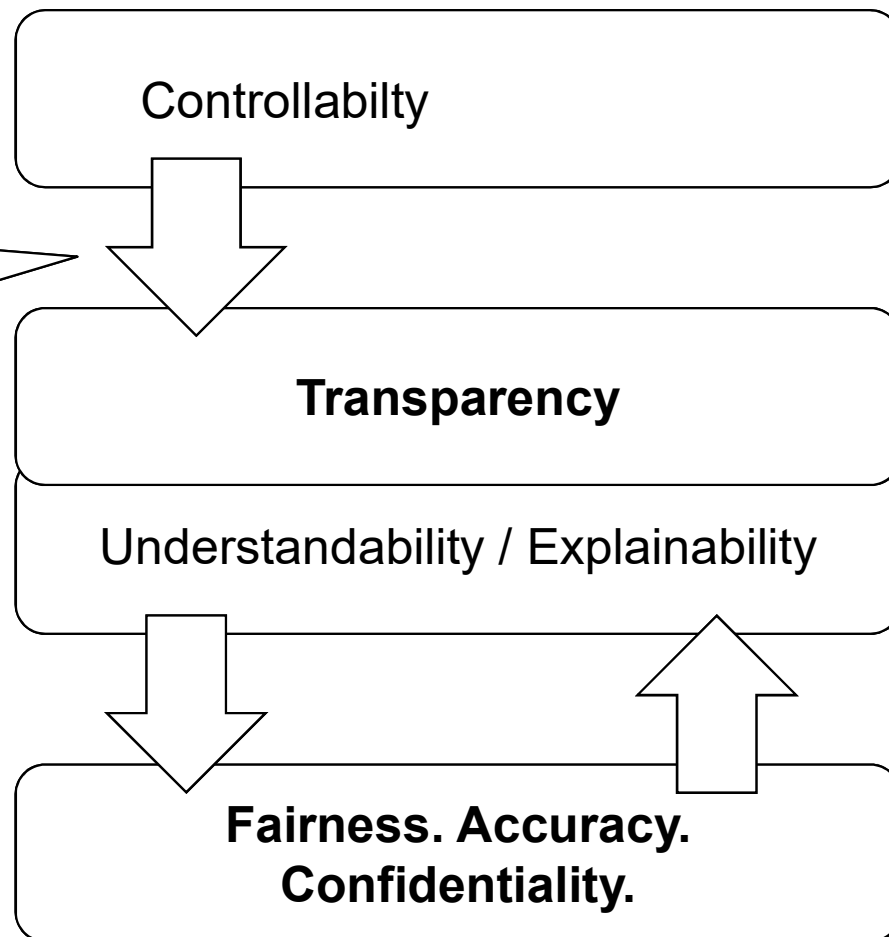 Controllabilty
Transparency
Understandability / Explainability
Fairness. Accuracy.
Confidentiality.